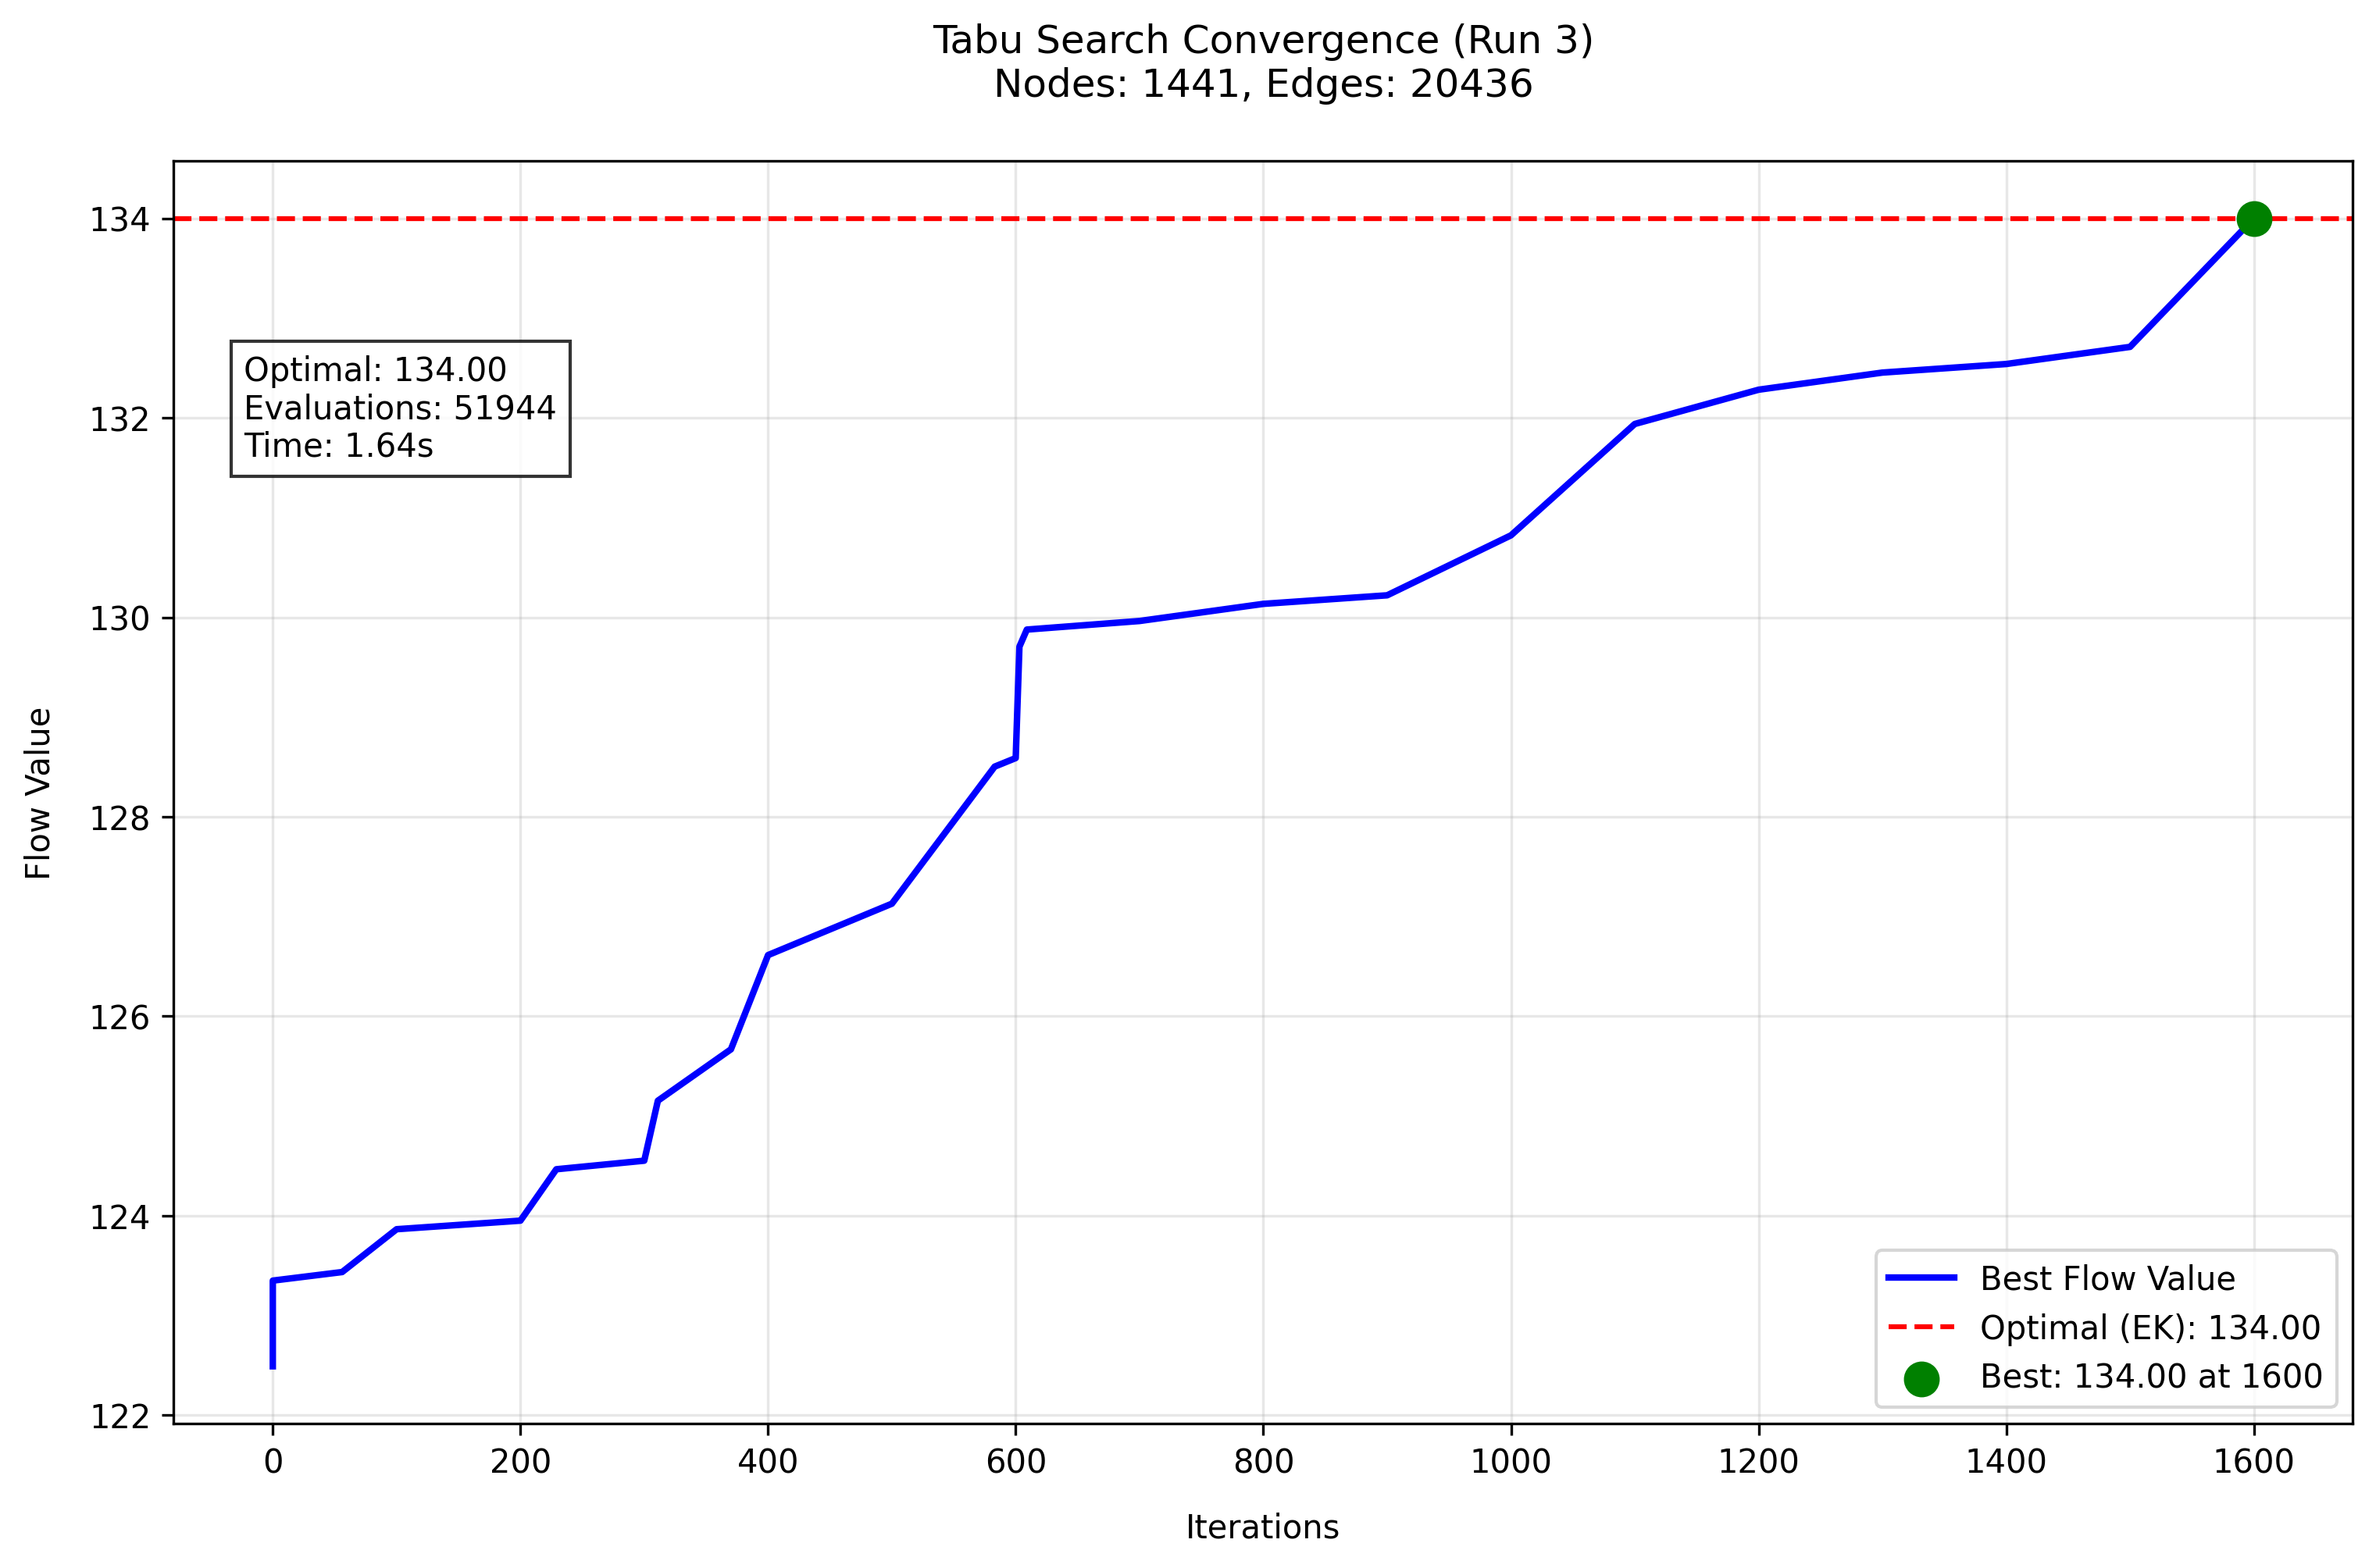 Tabu Search Convergence (Run 3)
Nodes: 1441, Edges: 20436
Flow Value
134
132
130
128
126
124
122
Optimal: 134.00
Evaluations: 51944
Time: 1.64s
Best Flow Value
Optimal (EK): 134.00
Best: 134.00 at 1600
0 200 400 600 800 1000 1200 1400 1600
Iterations